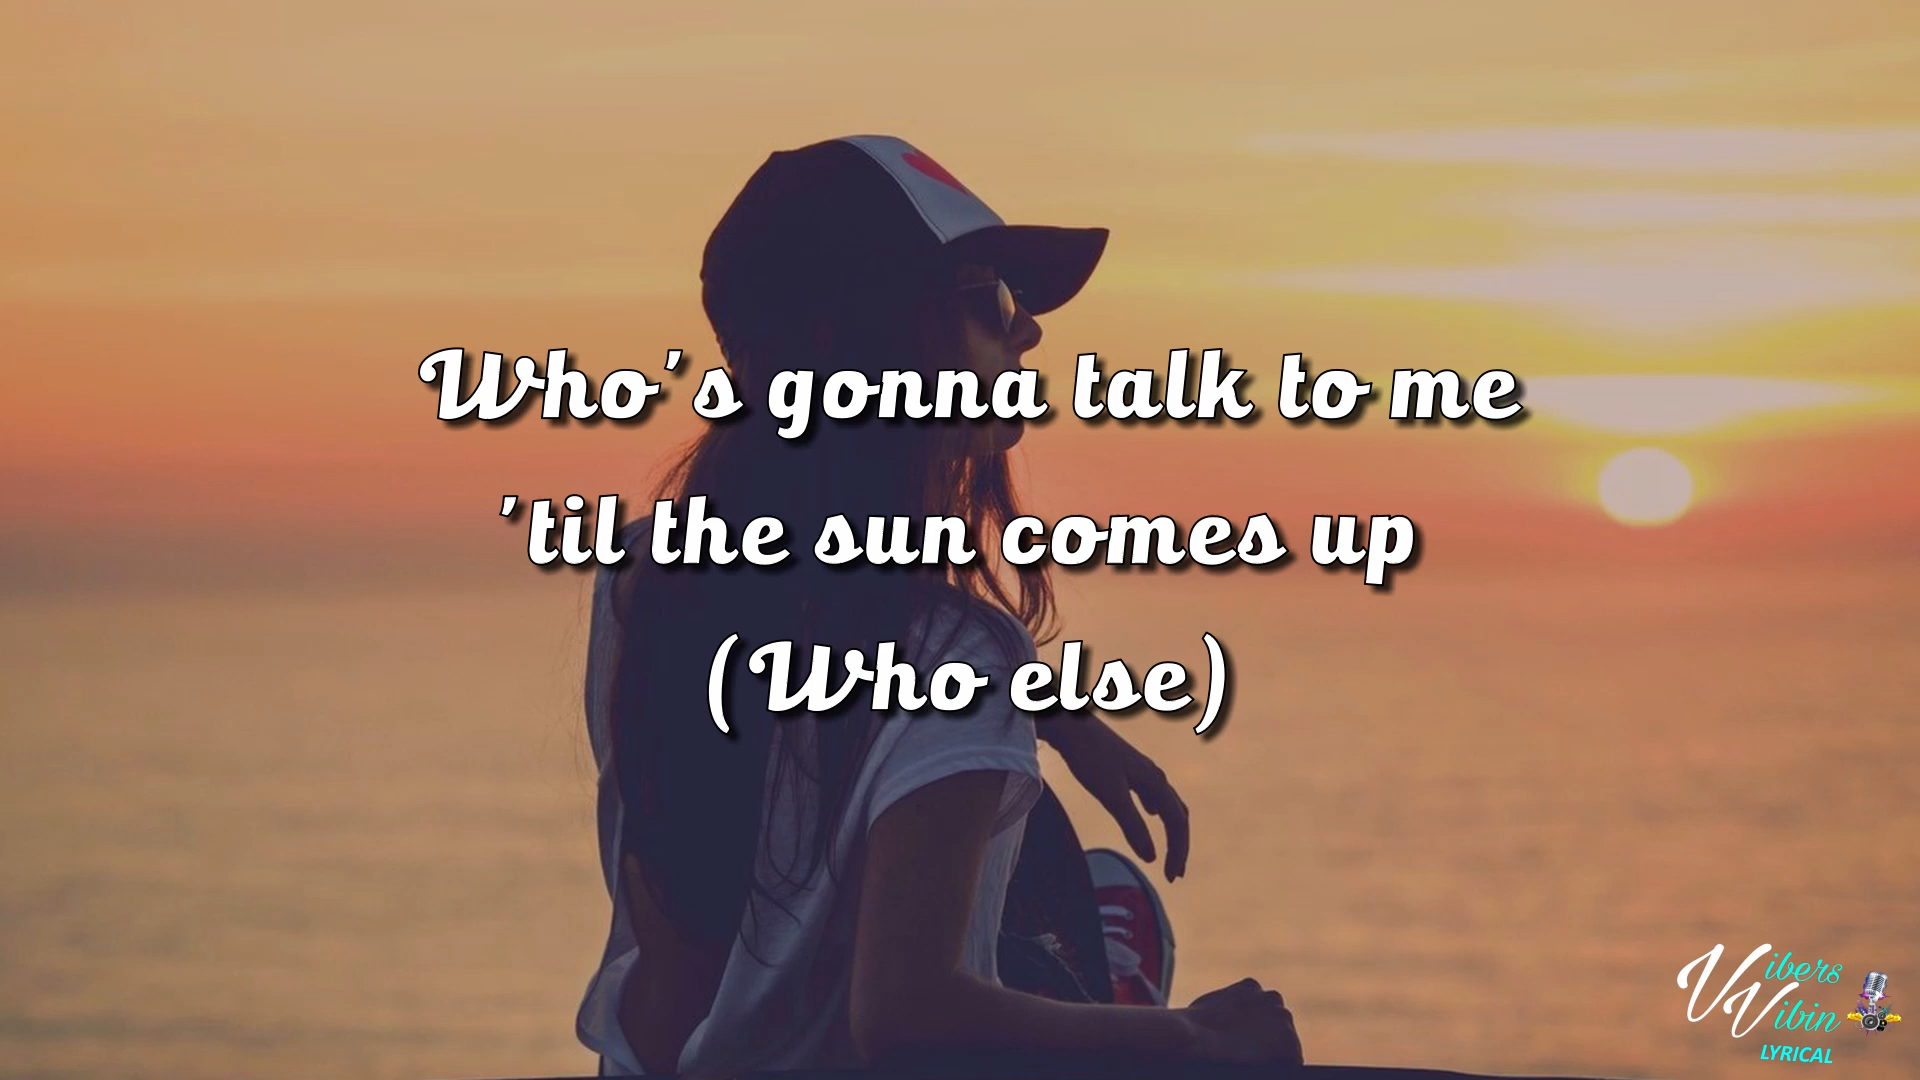 Who's gonna talk to me
'til the sun comes up
(Who else)
Vibers
Vibin
LYRICAL